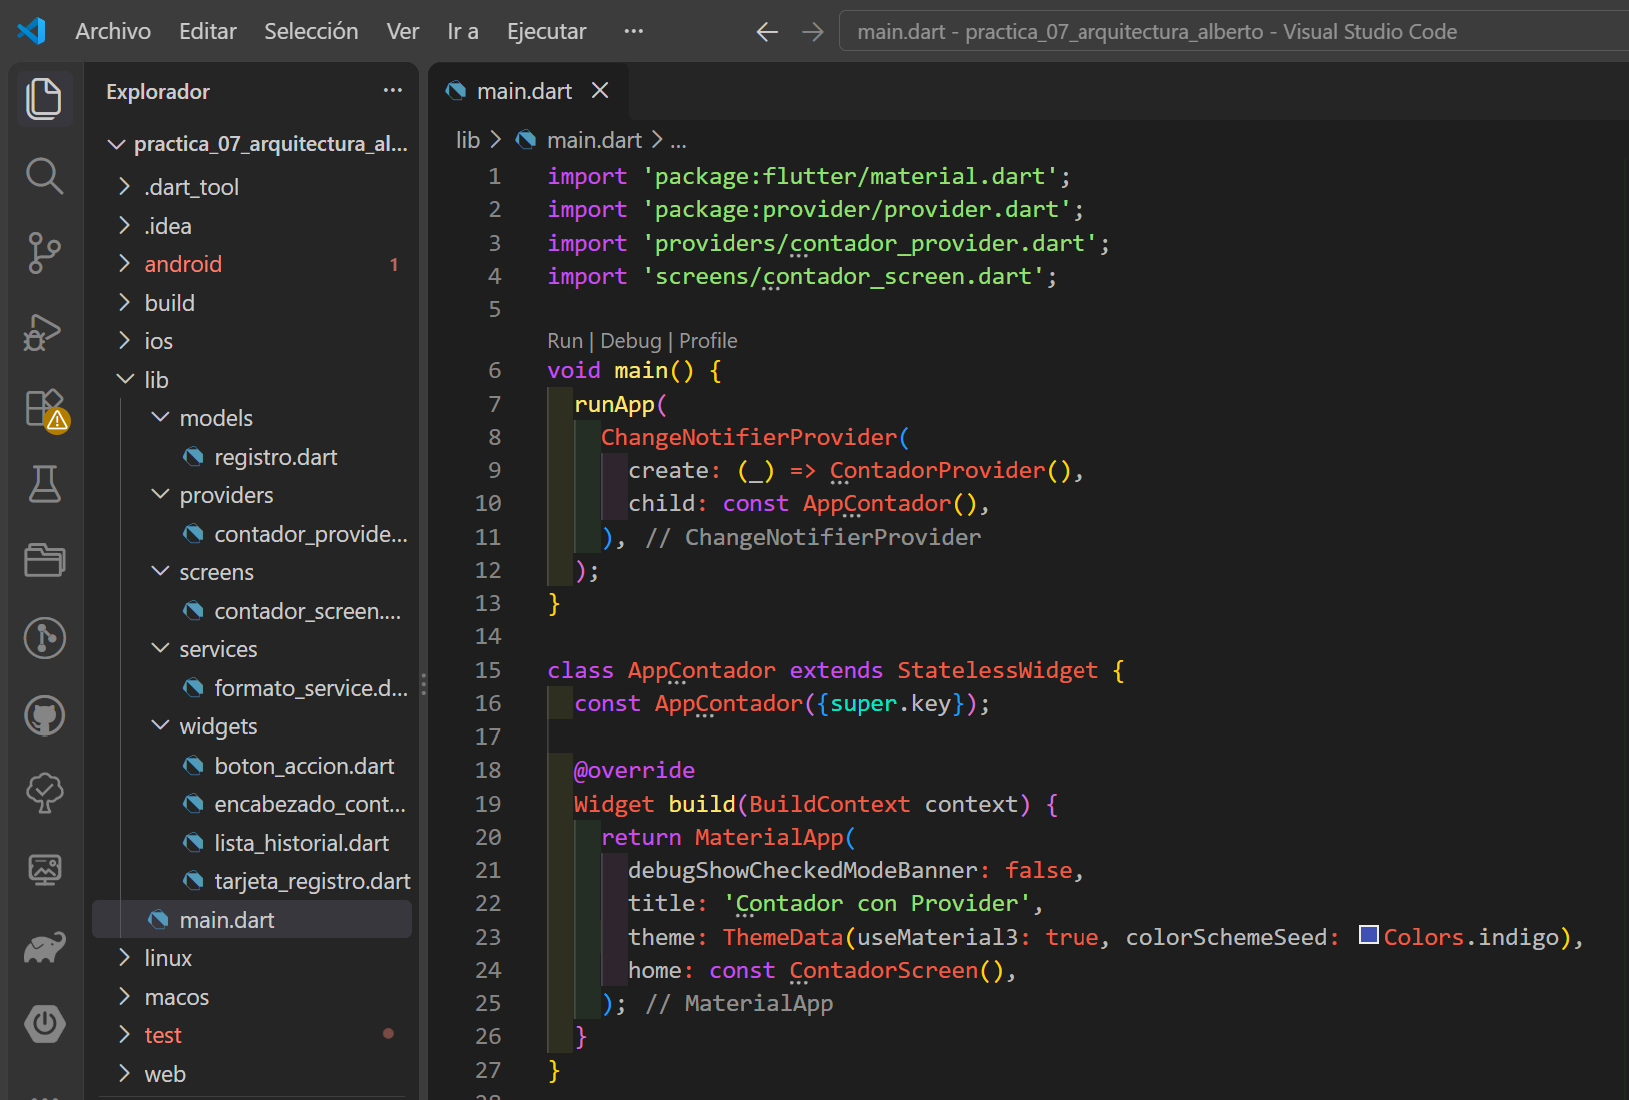 Archivo Editar Selección Ver Ir a Ejecutar ···
main.dart - practica_07_arquitectura_alberto - Visual Studio Code
Explorador ···
practica_07_arquitectura_al...
.dart_tool
.idea
android 1
build
ios
lib
models
registro.dart
providers
contador_provide...
screens
contador_screen....
services
formato_service.d...
widgets
boton_accion.dart
encabezado_cont...
lista_historial.dart
tarjeta_registro.dart
main.dart
linux
macos
test
web
main.dart
lib > main.dart > ...
1 import 'package:flutter/material.dart';
2 import 'package:provider/provider.dart';
3 import 'providers/contador_provider.dart';
4 import 'screens/contador_screen.dart';
5
Run | Debug | Profile
6 void main() {
7 runApp(
8 ChangeNotifierProvider(
9 create: (_) => ContadorProvider(),
10 child: const AppContador(),
11 ), // ChangeNotifierProvider
12 );
13 }
14
15 class AppContador extends StatelessWidget {
16 const AppContador({super.key});
17
18 @override
19 Widget build(BuildContext context) {
20 return MaterialApp(
21 debugShowCheckedModeBanner: false,
22 title: 'Contador con Provider',
23 theme: ThemeData(useMaterial3: true, colorSchemeSeed: Colors.indigo),
24 home: const ContadorScreen(),
25 ); // MaterialApp
26 }
27 }